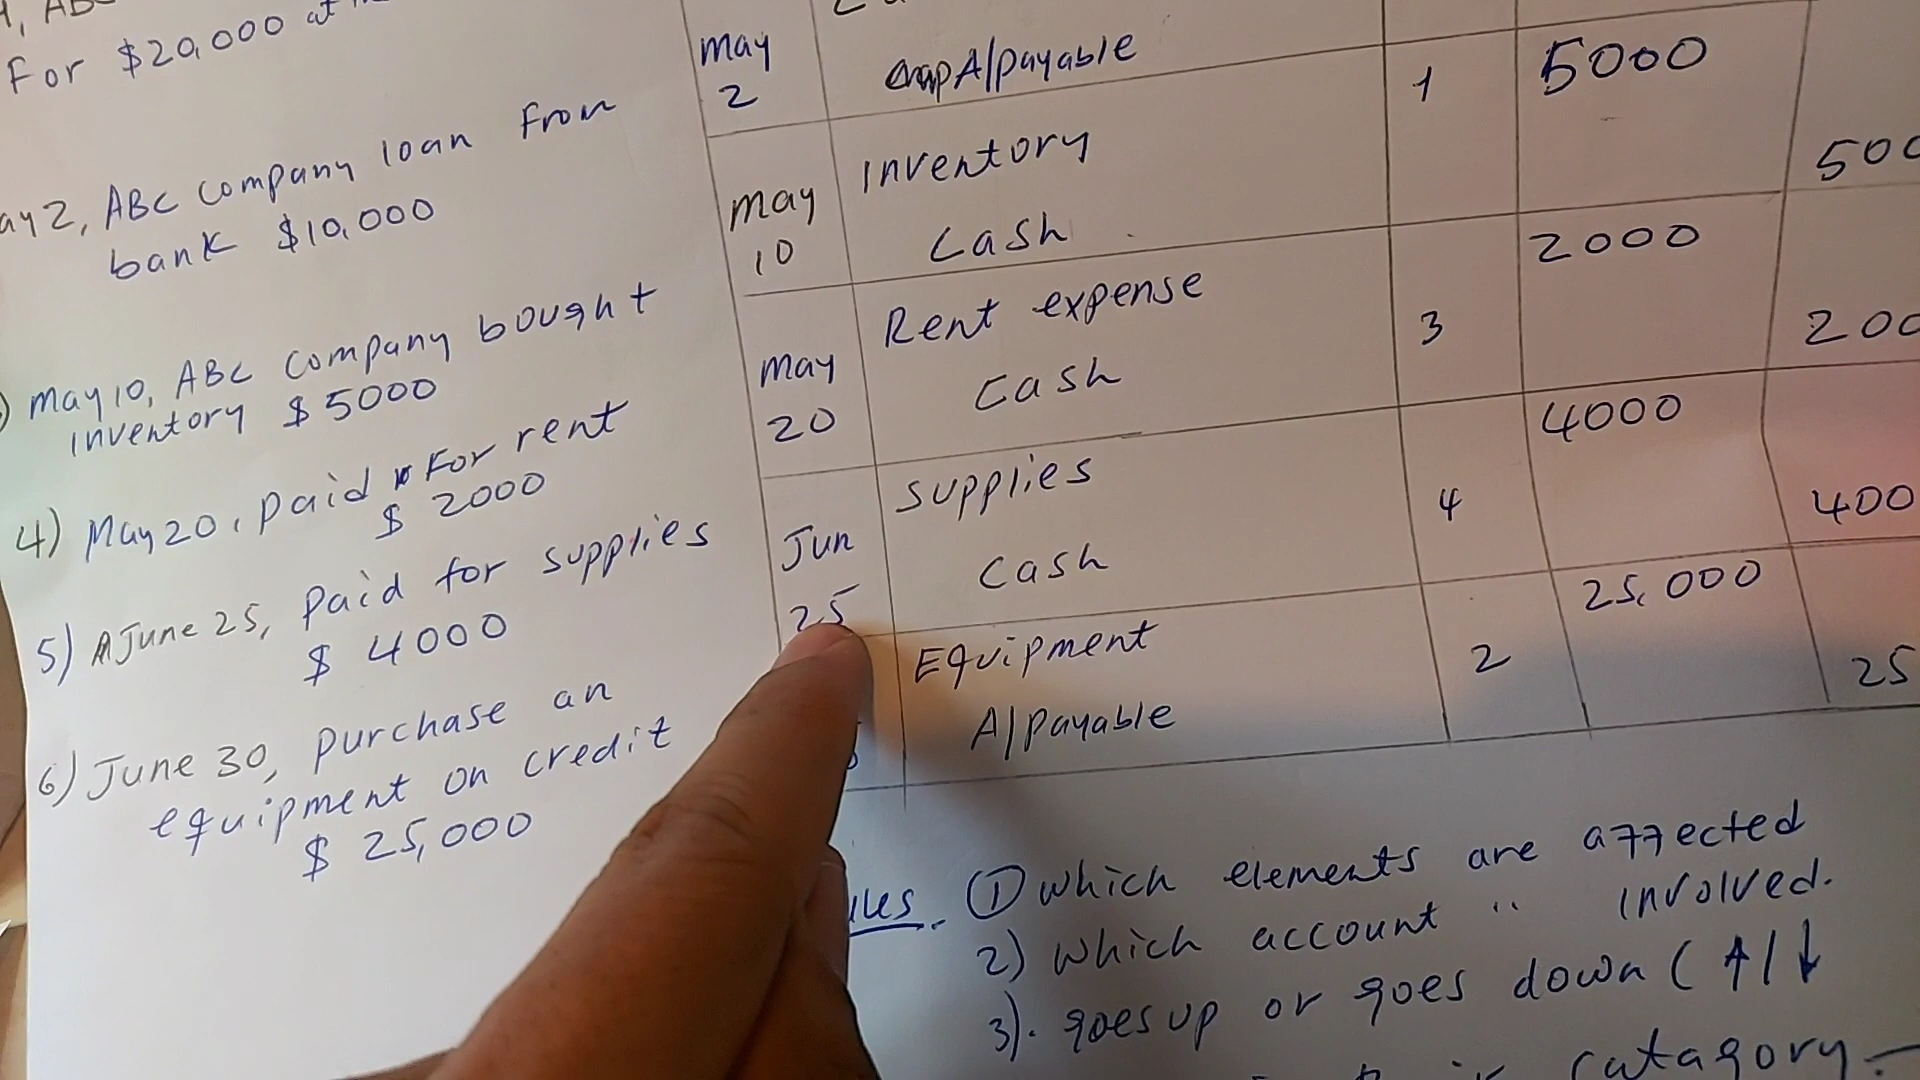 For $20,000 at
May 2, ABC company loan from
bank $10,000
May 10, ABC company bought
inventory $5000
4) May 20, paid for rent
$ 2000
5) June 25, paid for supplies
$ 4000
6) June 30, purchase an
equipment on credit
$ 25,000
May
2
A/payable
May
10
Inventory 1 5000
Cash 500
May
20
Rent expense 3 2000
Cash 200
Jun
25
Supplies 4 4000
Cash 400
Equipment 2 25,000
A/payable 25
ules. ① which elements are affected
2) which account " involved.
3). goes up or goes down (↑/↓
catagory